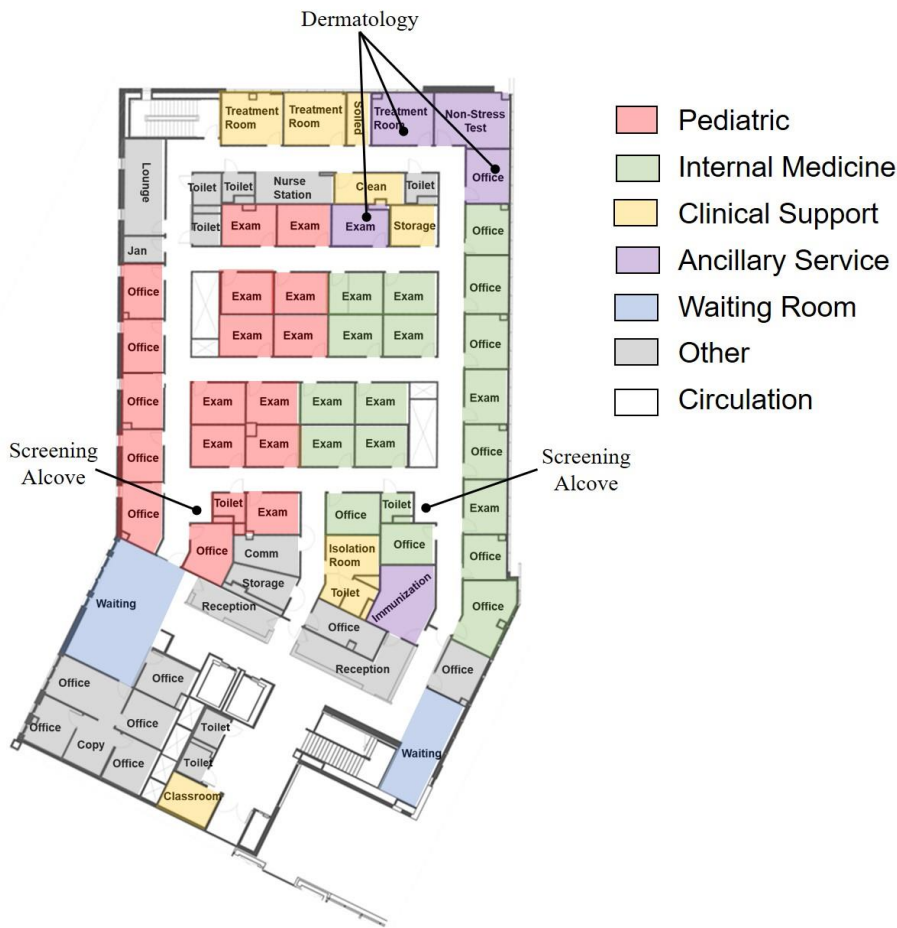 Dermatology
Treatment
Room
Treatment
Room
Soiled
Treatment
Room
Non-Stress
Test
Pediatric
Internal Medicine
Clinical Support
Ancillary Service
Waiting Room
Other
Circulation
Lounge
Toilet
Toilet
Nurse
Station
Clean
Toilet
Office
Toilet
Exam
Exam
Exam
Storage
Office
Jan
Office
Exam
Exam
Exam
Exam
Office
Office
Exam
Exam
Exam
Exam
Office
Office
Exam
Exam
Exam
Exam
Exam
Office
Exam
Exam
Exam
Exam
Office
Screening
Alcove
Screening
Alcove
Office
Toilet
Exam
Office
Toilet
Exam
Office
Comm
Isolation
Room
Office
Office
Storage
Toilet
Immunization
Waiting
Reception
Office
Office
Reception
Office
Office
Office
Office
Office
Copy
Office
Toilet
Toilet
Waiting
Classroom